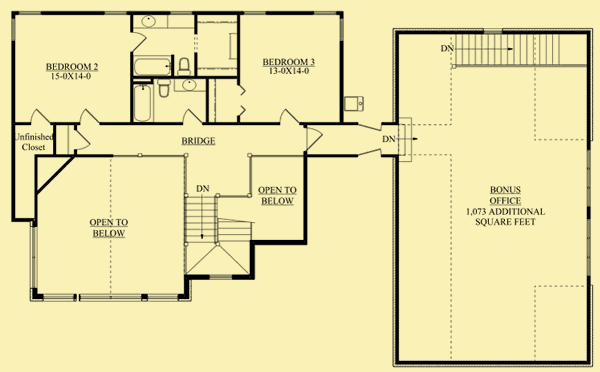 DN
BEDROOM 2
15-0X14-0
BEDROOM 3
13-0X14-0
Unfinished
Closet
BRIDGE
DN
DN
OPEN TO
BELOW
OPEN TO
BELOW
BONUS
OFFICE
1,073 ADDITIONAL
SQUARE FEET